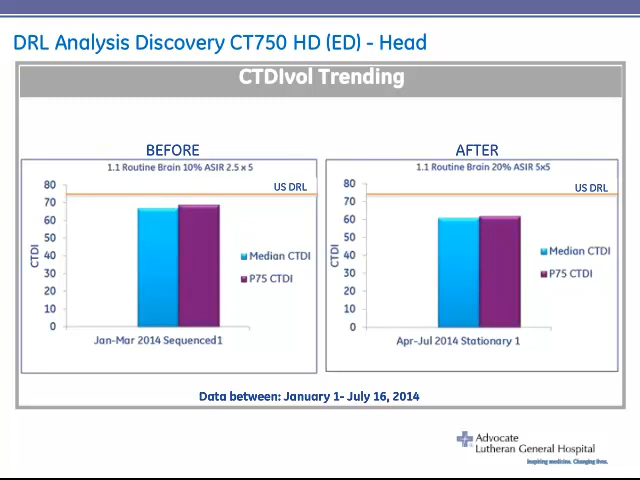 DRL Analysis Discovery CT750 HD (ED) - Head
CTDIvol Trending
BEFORE
1.1 Routine Brain 10% ASIR 2.5 x 5
US DRL
80
70
60
50
40
30
20
10
0
CTDI
Median CTDI
P75 CTDI
Jan-Mar 2014 Sequenced1
AFTER
1.1 Routine Brain 20% ASIR 5x5
US DRL
80
70
60
50
40
30
20
10
0
CTDI
Median CTDI
P75 CTDI
Apr-Jul 2014 Stationary 1
Data between: January 1- July 16, 2014
Advocate
Lutheran General Hospital
Inspiring medicine. Changing lives.